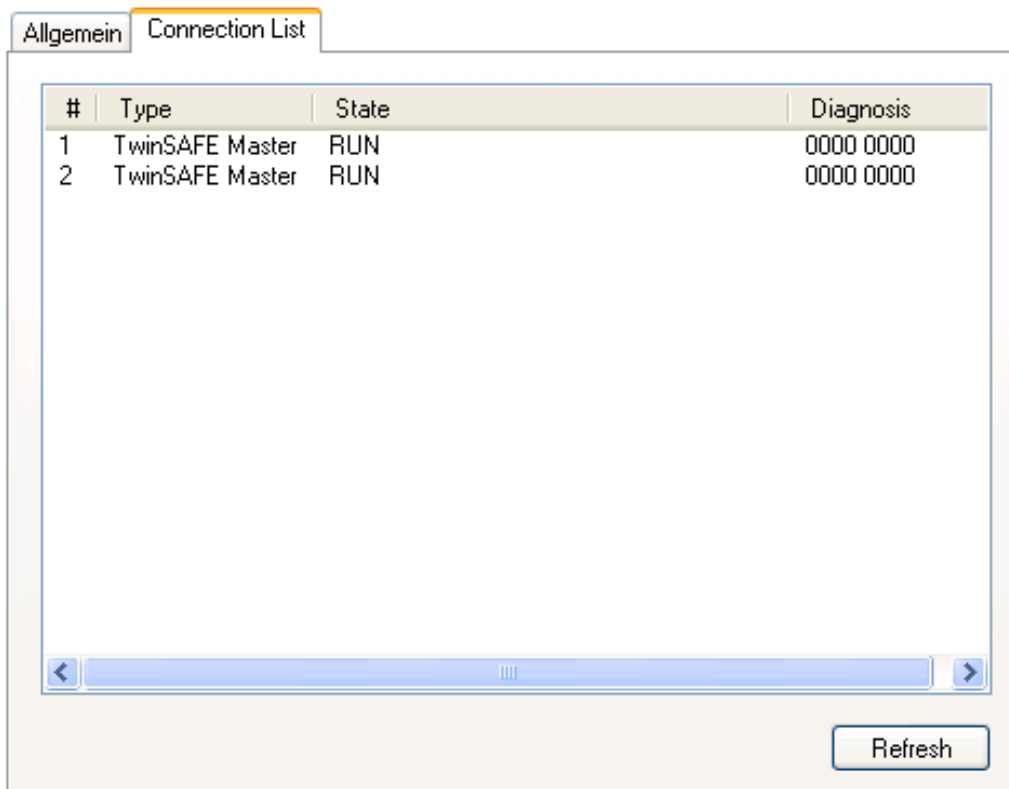 Allgemein Connection List
# Type State Diagnosis
1 TwinSAFE Master RUN 0000 0000
2 TwinSAFE Master RUN 0000 0000
Refresh